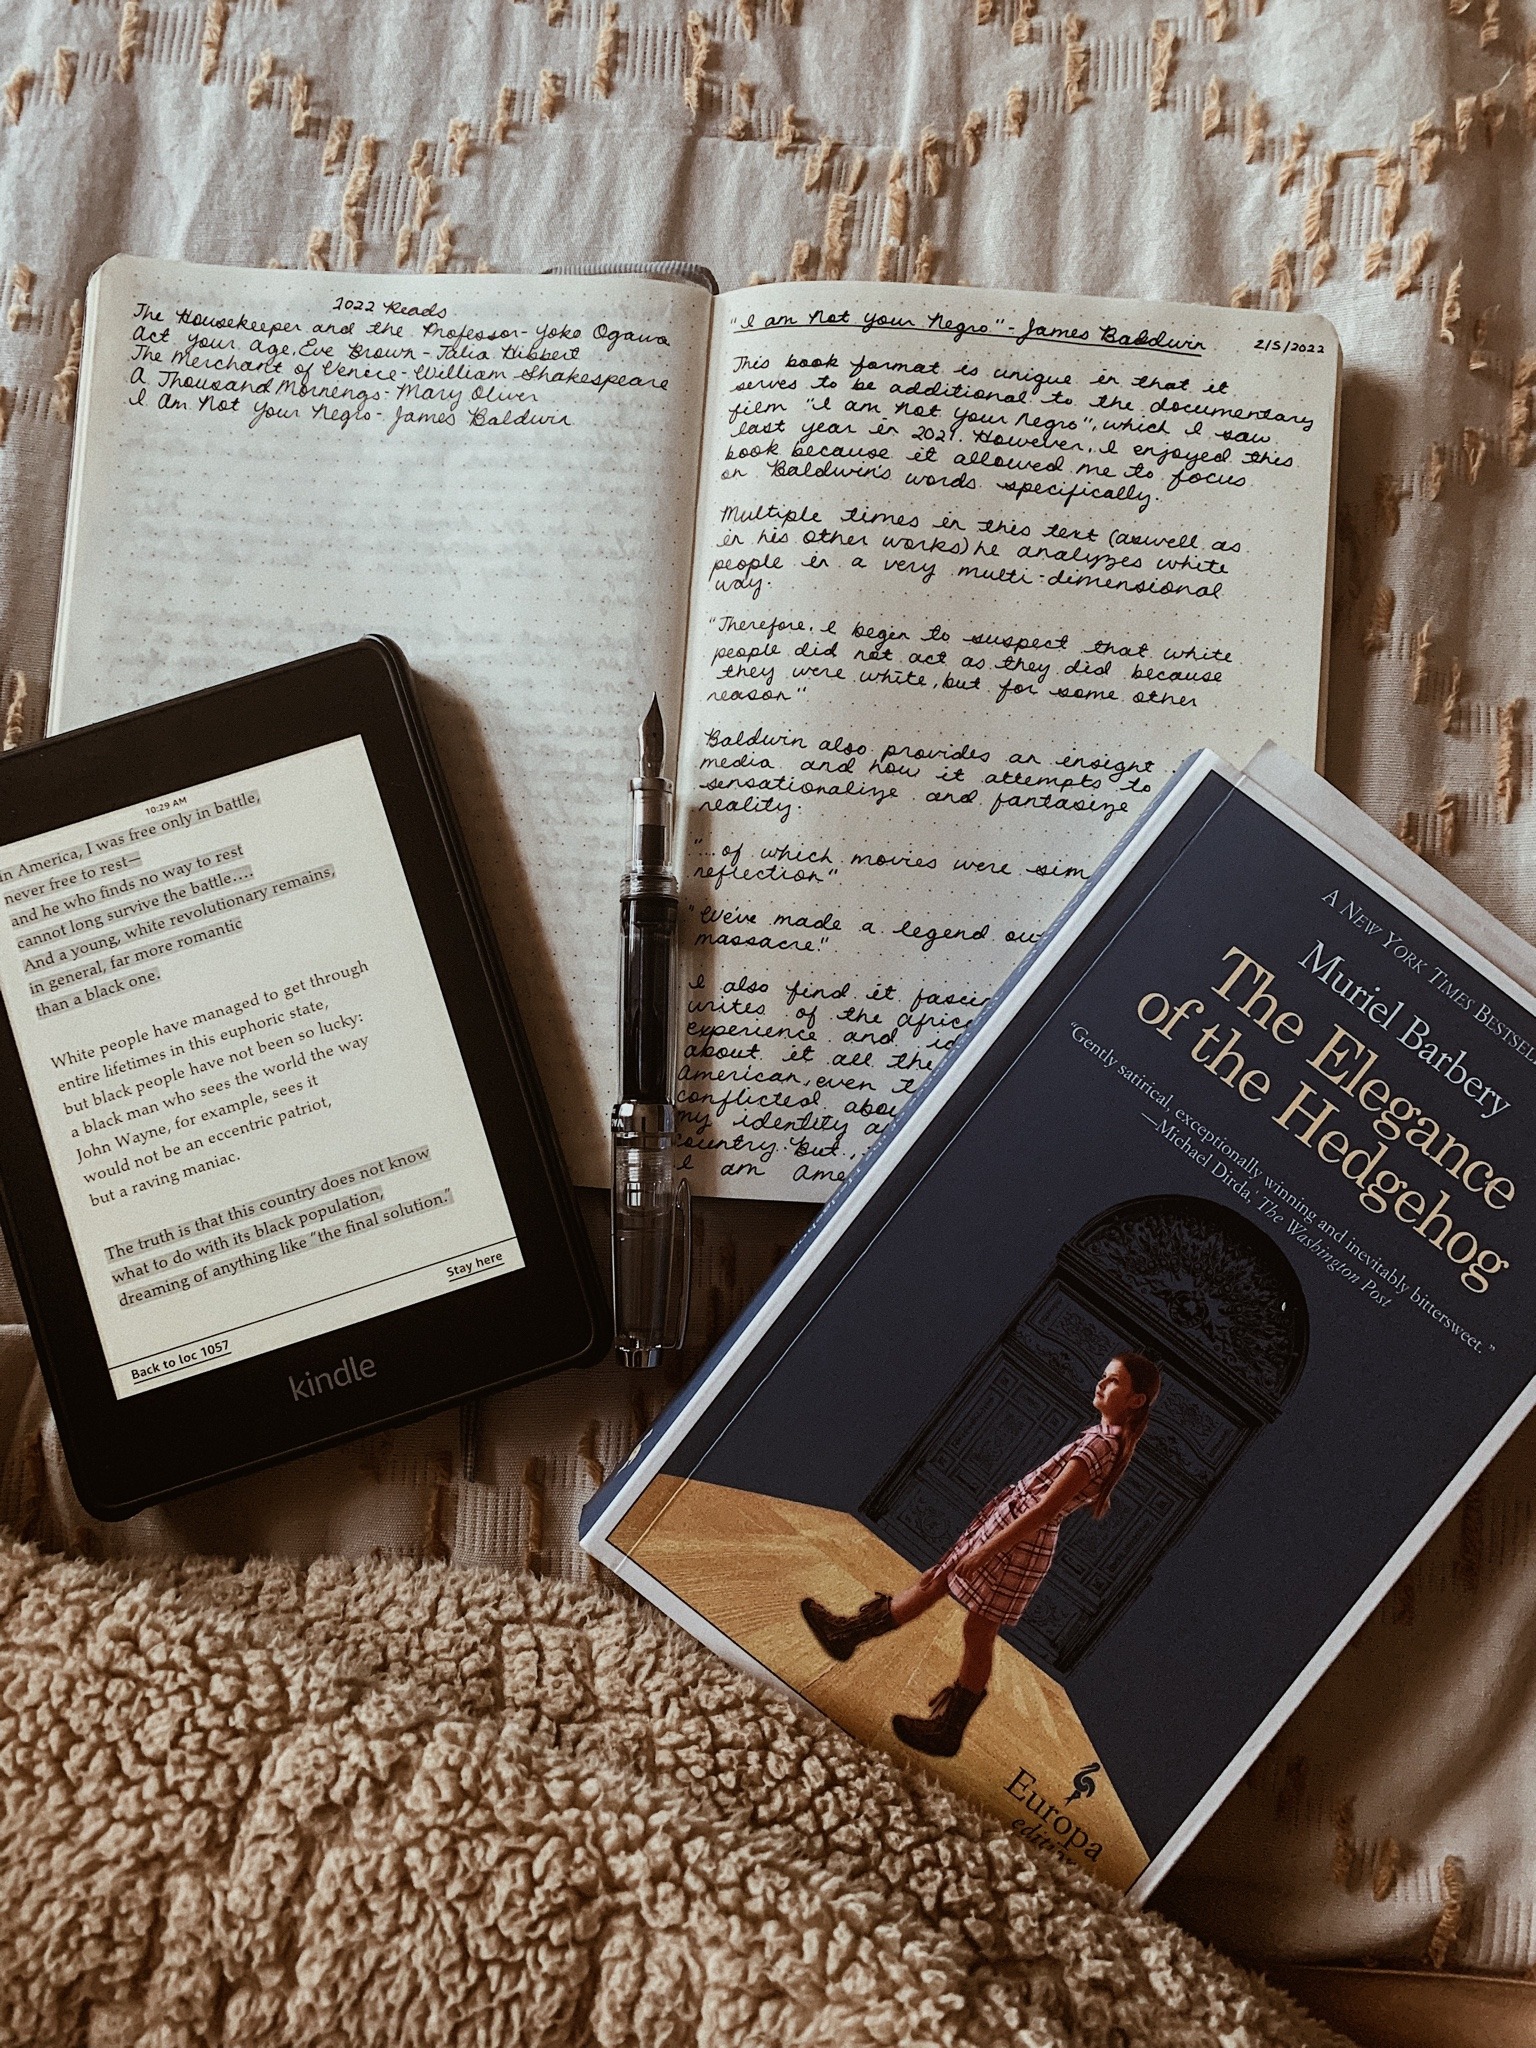 2022 Reads
The Housekeeper and the Professor - Yoko Ogawa
Act your age, Eve Brown - Talia Hibbert
The Merchant of Venice - William Shakespeare
A Thousand Mornings - Mary Oliver
I Am Not Your Negro - James Baldwin
"I am Not Your Negro" - James Baldwin 2/5/2022
This book format is unique in that it
serves to be additional to the documentary
film "I am Not Your Negro", which I saw
last year in 2021. However, I enjoyed this
book because it allowed me to focus
on Baldwin's words specifically.
Multiple times in this text (aswell as
in his other works) he analyzes white
people in a very multi-dimensional
way.
"Therefore, I begin to suspect that white
people did not act as they did because
they were white, but for some other
reason"
Baldwin also provides an insight
media and how it attempts to
sensationalize and fantasize
reality.
"...of which movies were sim
reflection"
"We've made a legend ou
massacre."
I also find it fascin
writes of the afric
experience and id
about it all the
american, even t
conflicted abou
my identity a
country. But,
I am Ame
10:29 AM
in America, I was free only in battle,
never free to rest—
and he who finds no way to rest
cannot long survive the battle....
And a young, white revolutionary remains,
in general, far more romantic
than a black one.
White people have managed to get through
entire lifetimes in this euphoric state,
but black people have not been so lucky:
a black man who sees the world the way
John Wayne, for example, sees it
would not be an eccentric patriot,
but a raving maniac.
The truth is that this country does not know
what to do with its black population,
dreaming of anything like "the final solution."
Stay here
Back to loc 1057
kindle
A NEW YORK TIMES BESTSEL
Muriel Barbery
The Elegance
of the Hedgehog
"Gently satirical, exceptionally winning and inevitably bittersweet."
—Michael Dirda, The Washington Post
Europa
editions